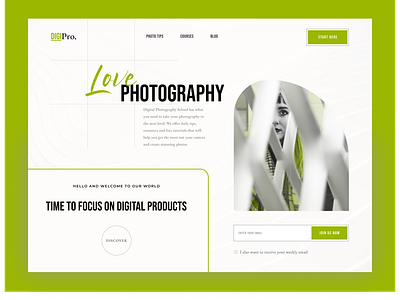 DIGIPro.
PHOTO TIPS
COURSES
BLOG
START HERE
Love
PHOTOGRAPHY
Digital Photography School has what
you need to take your photography to
the next level. We offer daily tips,
resources and free tutorials that will
help you get the most out your camera
and create stunning photos
HELLO AND WELCOME TO OUR WORLD
TIME TO FOCUS ON DIGITAL PRODUCTS
DISCOVER
ENTER YOUR EMAIL
JOIN US NOW
I also want to receive your weekly email